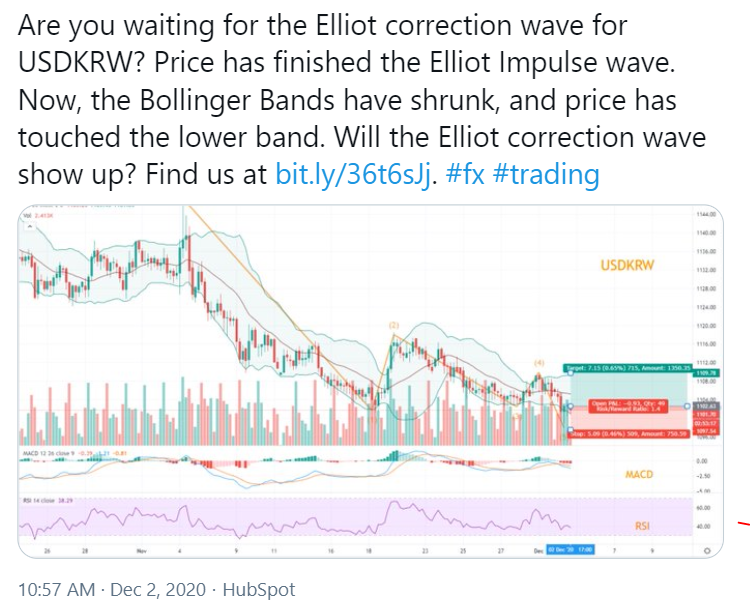 Are you waiting for the Elliot correction wave for
USDKRW? Price has finished the Elliot Impulse wave.
Now, the Bollinger Bands have shrunk, and price has
touched the lower band. Will the Elliot correction wave
show up? Find us at bit.ly/36t6sJj. #fx #trading
1144.00
1140.00
1136.00
USDKRW
1132.00
1128.00
1124.00
1120.00
(2)
1116.00
1112.00
(4)
Target: 7.15 (0.65%) 715, Amount: 1350.35
1108.00
Open P&L: -0.93, Qty: 49
Risk/Reward Ratio: 1.4
Stop: 5.09 (0.46%) 509, Amount: 750.59
MACD 12 26 close 9
0.00
MACD
-2.50
RSI 14 close 38.29
60.00
RSI
40.00
26 28 Nov 4 9 11 16 18 23 25 27 Dec 02 Dec '20 17:00 7 9
10:57 AM · Dec 2, 2020 · HubSpot